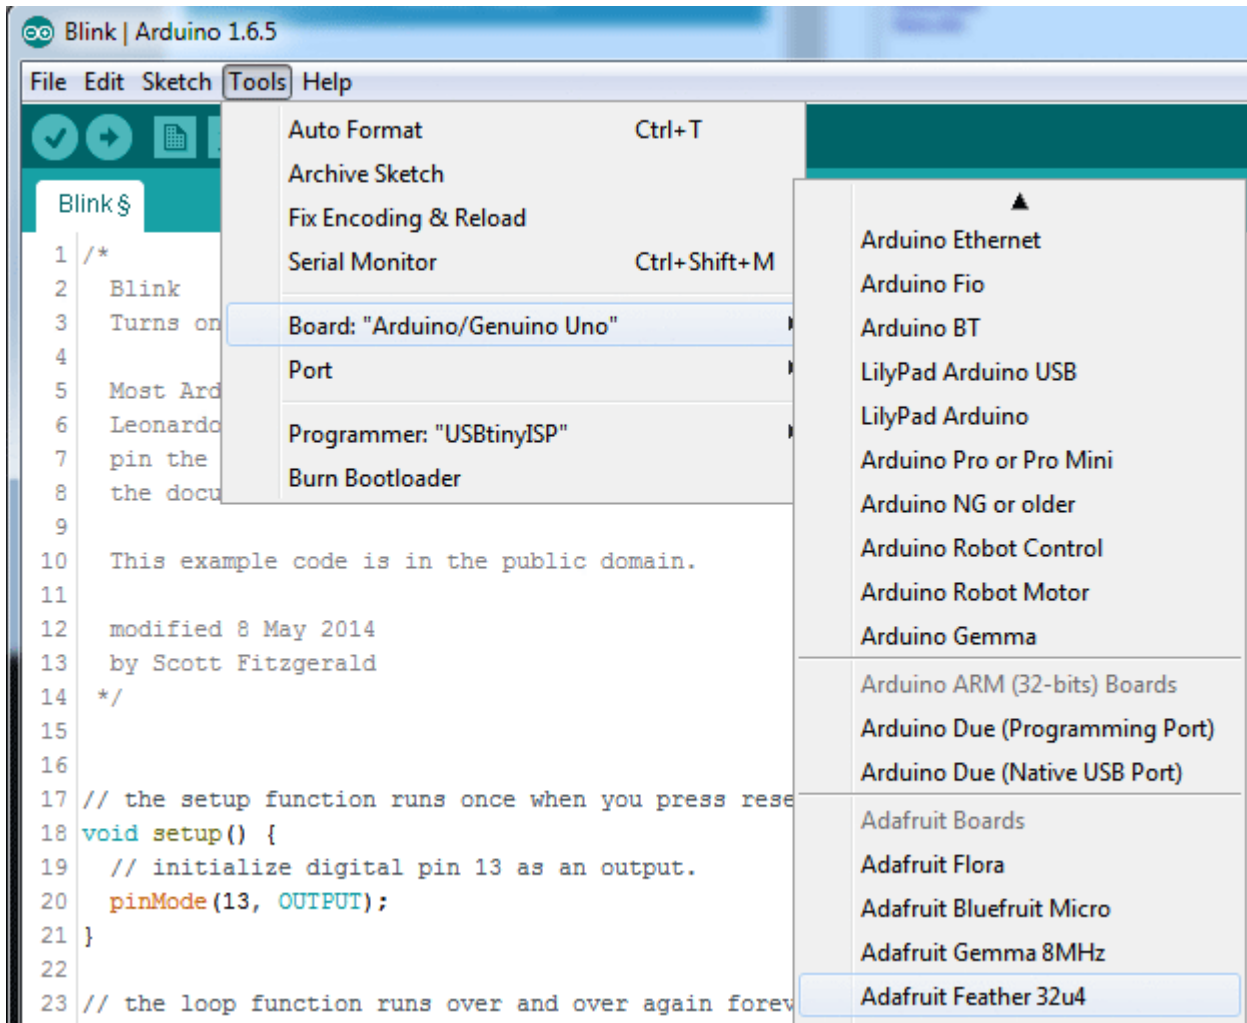 Blink | Arduino 1.6.5
File Edit Sketch Tools Help
Auto Format Ctrl+T
Archive Sketch
Fix Encoding & Reload
Serial Monitor Ctrl+Shift+M
Board: "Arduino/Genuino Uno"
Port
Programmer: "USBtinyISP"
Burn Bootloader
Arduino Ethernet
Arduino Fio
Arduino BT
LilyPad Arduino USB
LilyPad Arduino
Arduino Pro or Pro Mini
Arduino NG or older
Arduino Robot Control
Arduino Robot Motor
Arduino Gemma
Arduino ARM (32-bits) Boards
Arduino Due (Programming Port)
Arduino Due (Native USB Port)
Adafruit Boards
Adafruit Flora
Adafruit Bluefruit Micro
Adafruit Gemma 8MHz
Adafruit Feather 32u4
Blink §
1 /*
2 Blink
3 Turns on
4
5 Most Ard
6 Leonardo
7 pin the
8 the docu
9
10 This example code is in the public domain.
11
12 modified 8 May 2014
13 by Scott Fitzgerald
14 */
15
16
17 // the setup function runs once when you press rese
18 void setup() {
19 // initialize digital pin 13 as an output.
20 pinMode(13, OUTPUT);
21 }
22
23 // the loop function runs over and over again forev